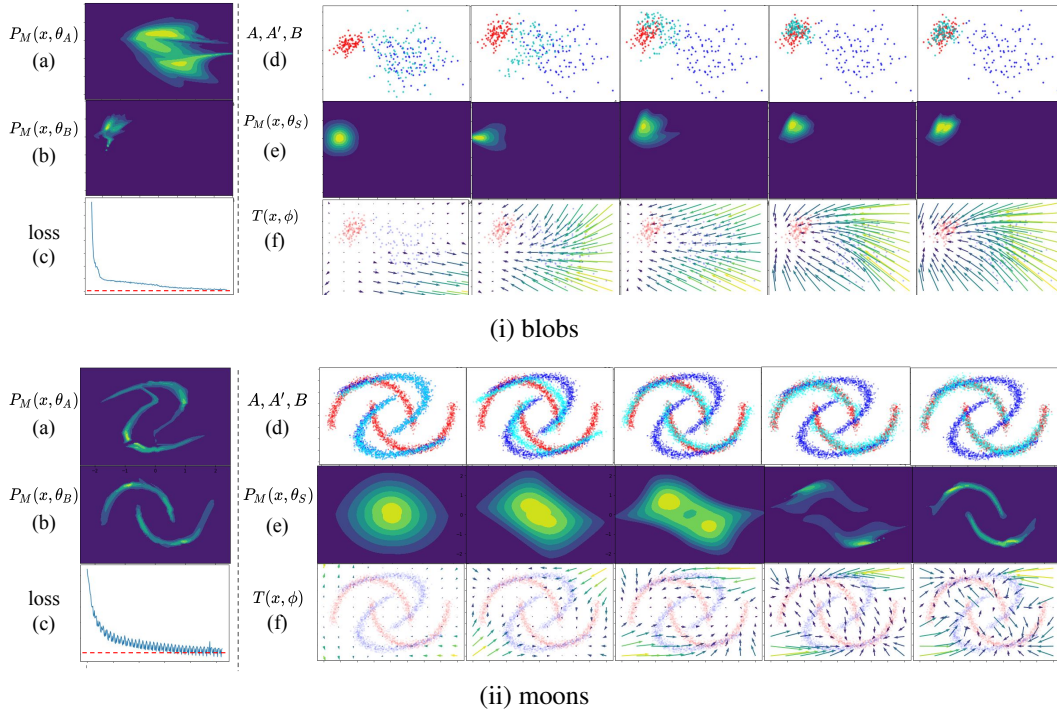 P_M(x, θ_A)
(a)
P_M(x, θ_B)
(b)
loss
(c)
A, A′, B
(d)
P_M(x, θ_S)
(e)
T(x, ϕ)
(f)
(i) blobs
P_M(x, θ_A)
(a)
P_M(x, θ_B)
(b)
loss
(c)
A, A′, B
(d)
P_M(x, θ_S)
(e)
T(x, ϕ)
(f)
(ii) moons